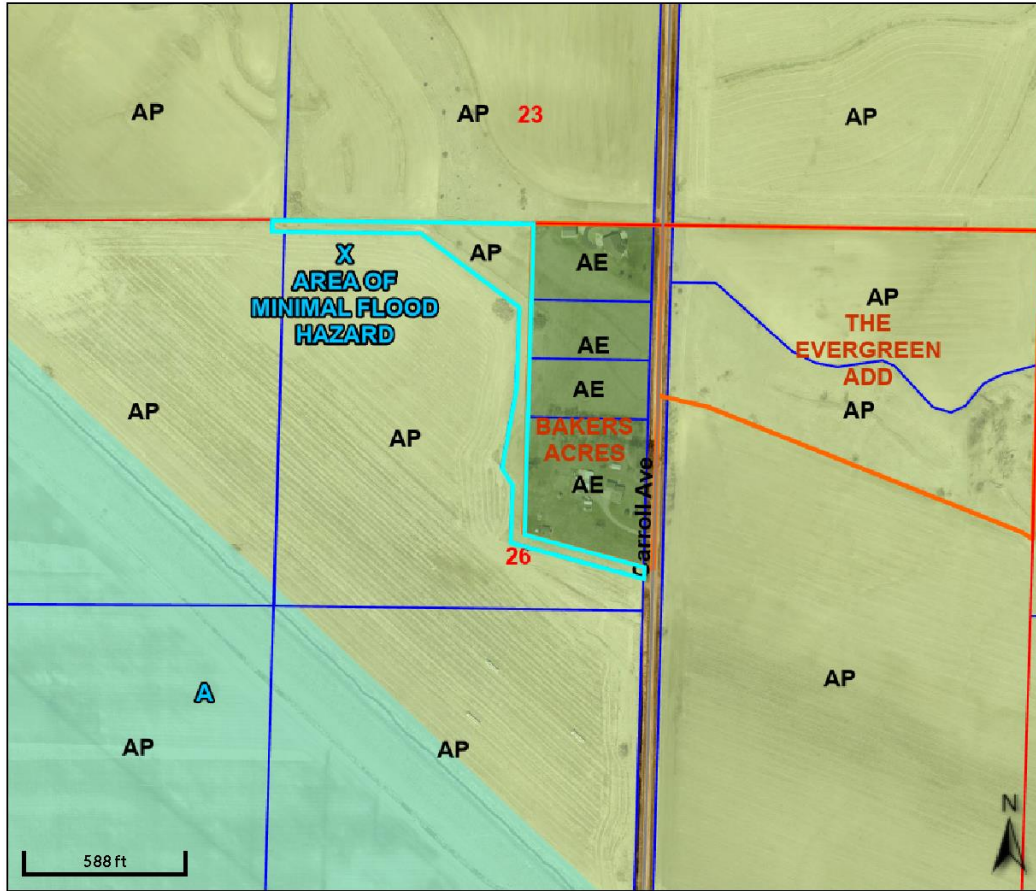 AP
AP
23
AP
X
AREA OF
MINIMAL FLOOD
HAZARD
AP
AE
AP
THE
EVERGREEN
ADD
AE
AP
AE
AP
AP
BAKERS
ACRES
AE
Carroll Ave
26
AP
A
AP
AP
588 ft
N